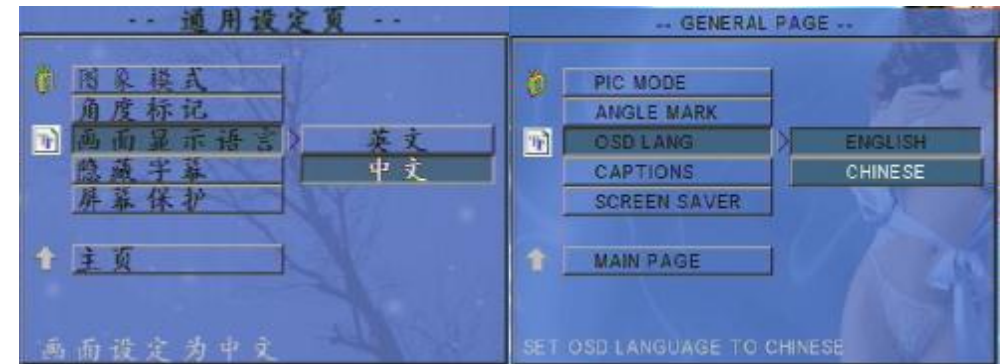 -- 通用设定页 --
图象模式
角度标记
画面显示语言
英文
中文
隐藏字幕
屏幕保护
主页
画面设定为中文
-- GENERAL PAGE --
PIC MODE
ANGLE MARK
OSD LANG
ENGLISH
CHINESE
CAPTIONS
SCREEN SAVER
MAIN PAGE
SET OSD LANGUAGE TO CHINESE